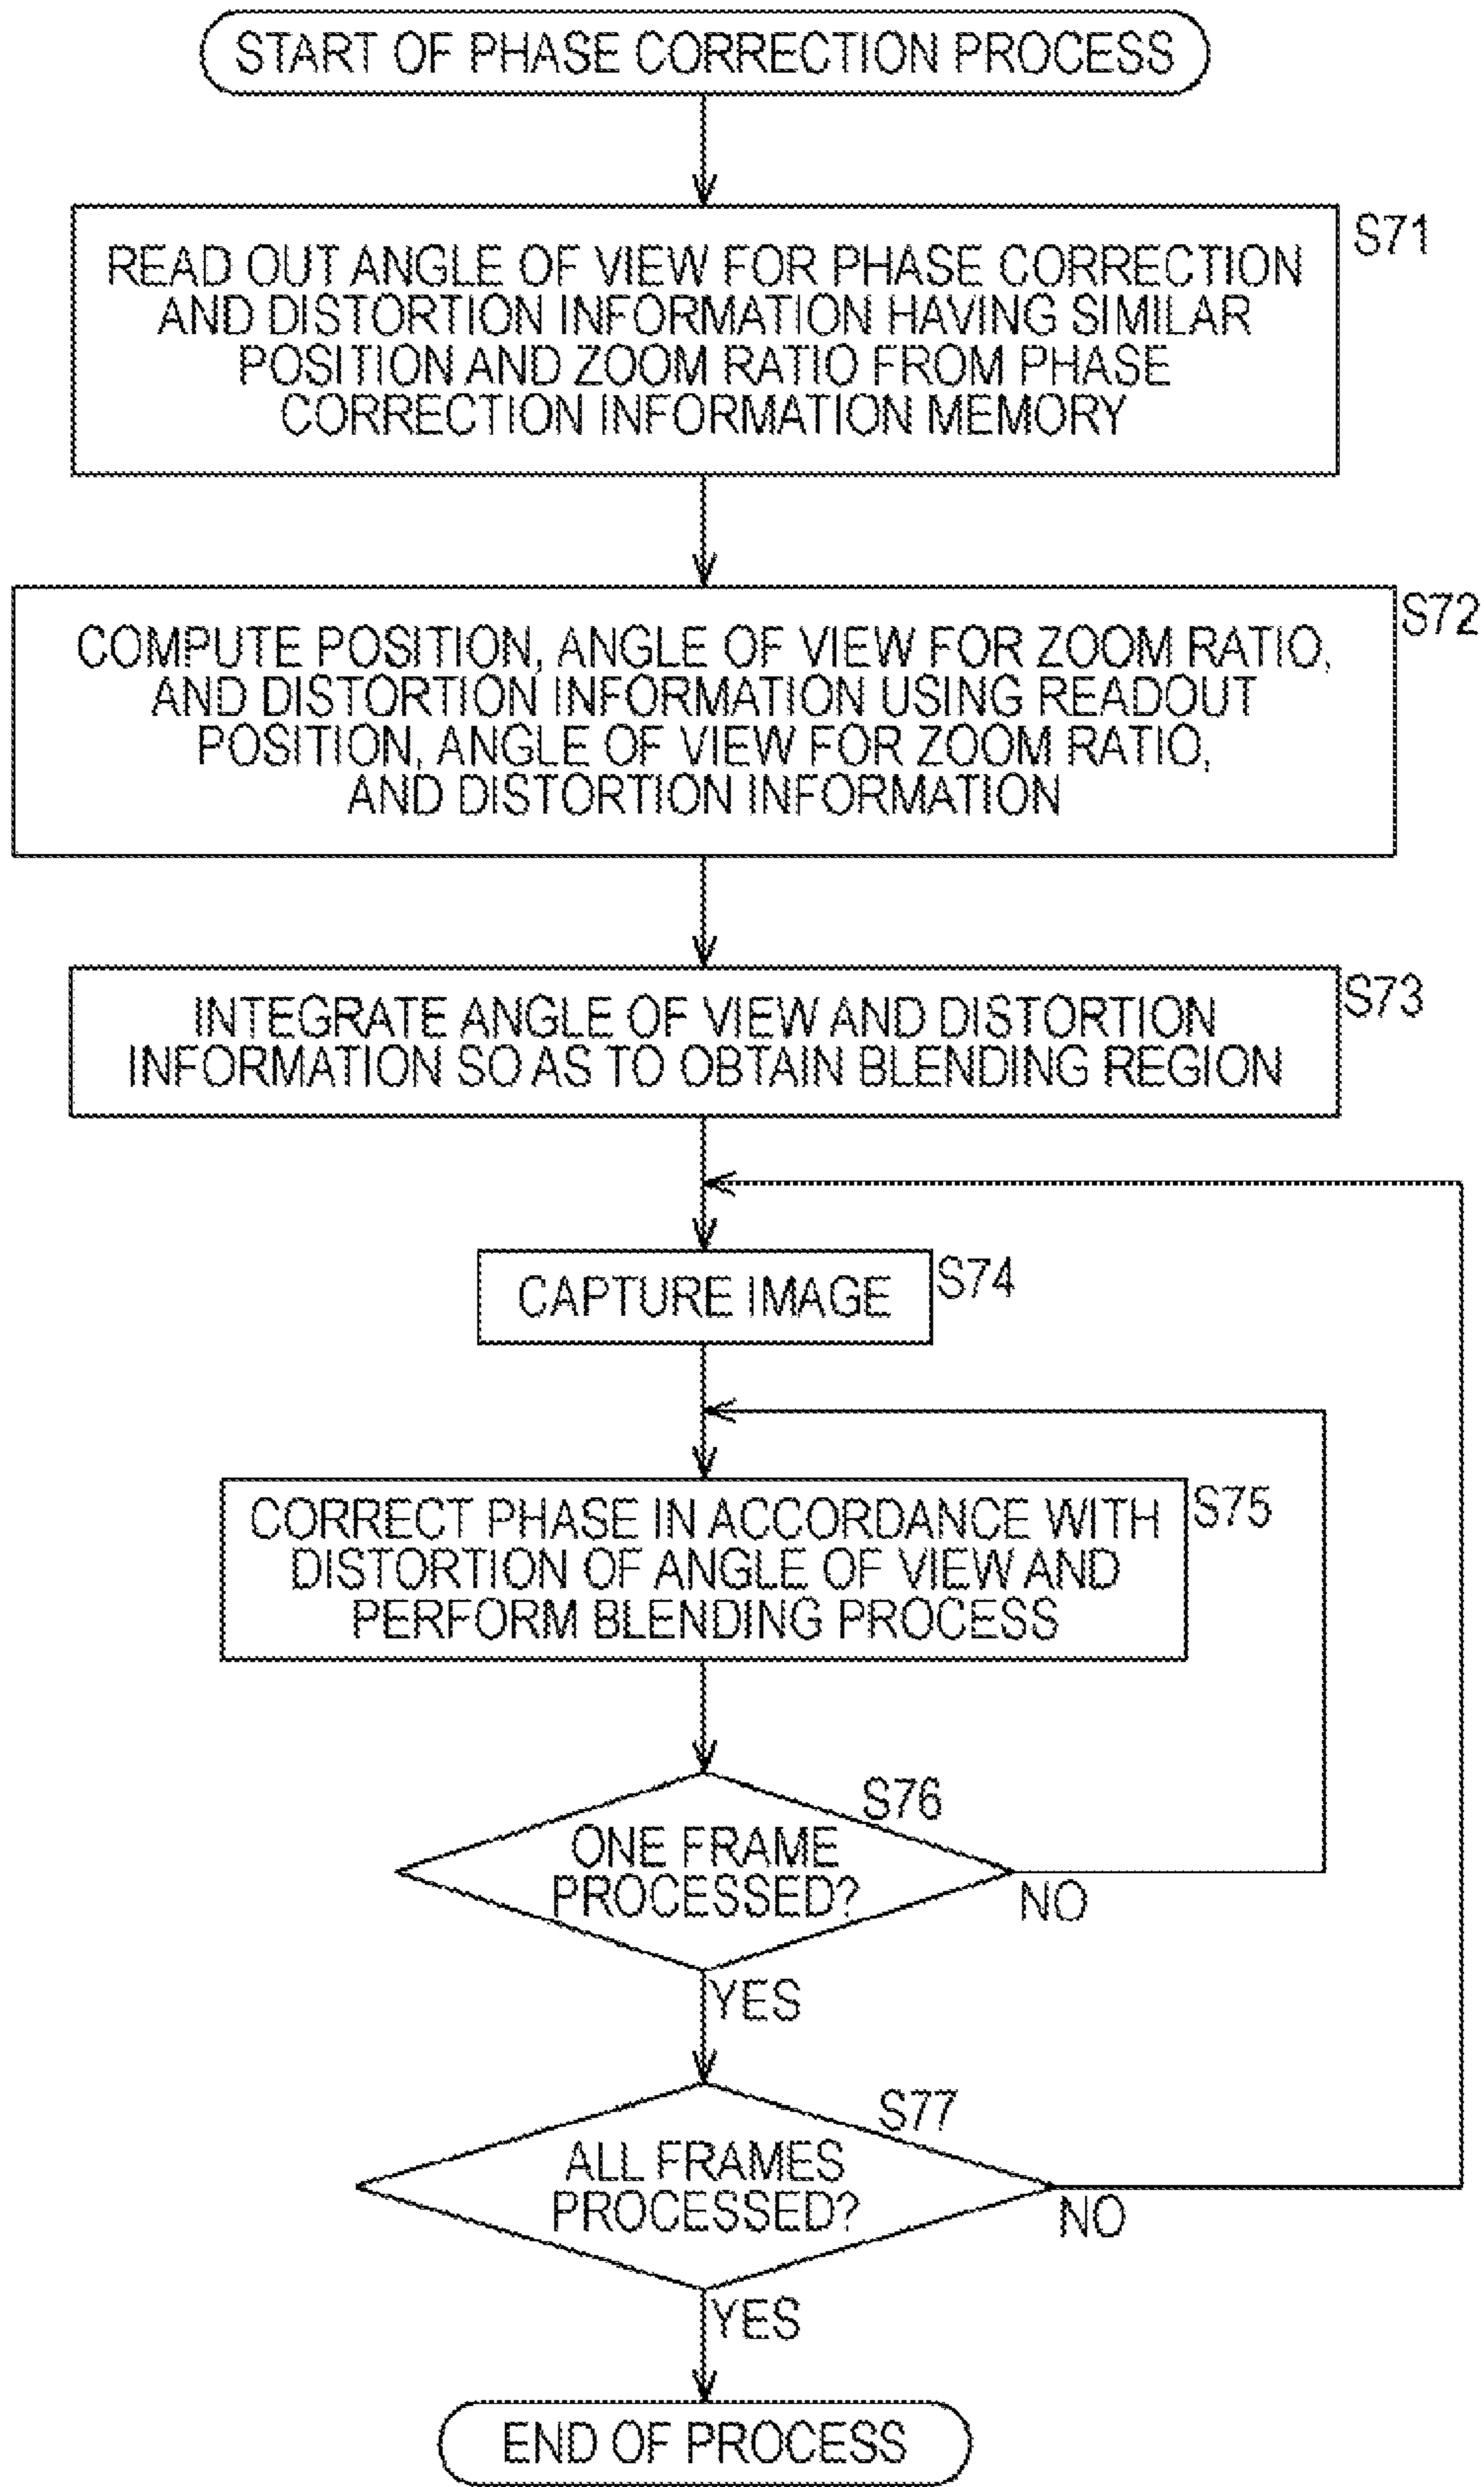 START OF PHASE CORRECTION PROCESS
S71
READ OUT ANGLE OF VIEW FOR PHASE CORRECTION
AND DISTORTION INFORMATION HAVING SIMILAR
POSITION AND ZOOM RATIO FROM PHASE
CORRECTION INFORMATION MEMORY
S72
COMPUTE POSITION, ANGLE OF VIEW FOR ZOOM RATIO,
AND DISTORTION INFORMATION USING READOUT
POSITION, ANGLE OF VIEW FOR ZOOM RATIO,
AND DISTORTION INFORMATION
S73
INTEGRATE ANGLE OF VIEW AND DISTORTION
INFORMATION SO AS TO OBTAIN BLENDING REGION
S74
CAPTURE IMAGE
S75
CORRECT PHASE IN ACCORDANCE WITH
DISTORTION OF ANGLE OF VIEW AND
PERFORM BLENDING PROCESS
S76
ONE FRAME
PROCESSED?
NO
YES
S77
ALL FRAMES
PROCESSED?
NO
YES
END OF PROCESS